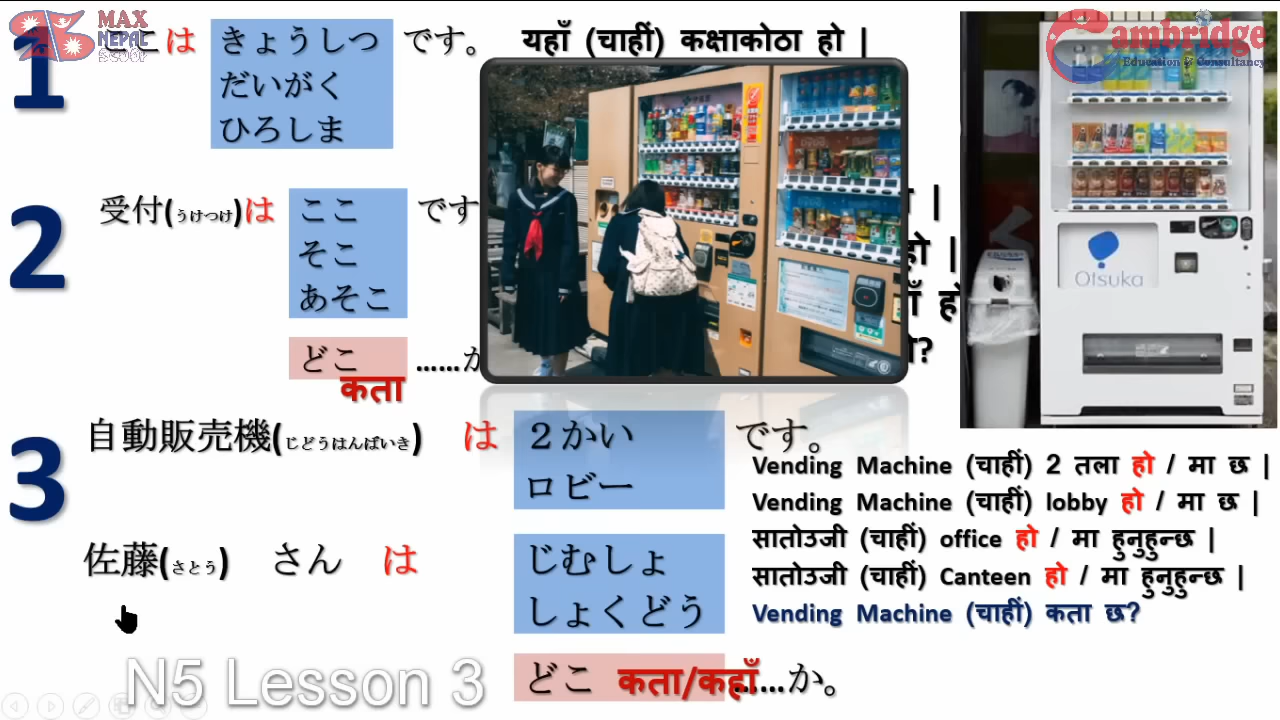 MAX
NEPAL
SCOOP
1
は きょうしつ です。 यहाँ (चाहीं) कक्षाकोठा हो |
だいがく
ひろしま
Cambridge
Education & Consultancy
Otsuka
2
受付(うけつけ)は ここ です
そこ
あそこ
どこ ……か
कता
3
自動販売機(じどうはんばいき) は 2かい です。
ロビー
佐藤(さとう) さん は じむしょ
しょくどう
どこ कता/कहाँ ……か。
Vending Machine (चाहीं) 2 तला हो / मा छ |
Vending Machine (चाहीं) lobby हो / मा छ |
सातोउजी (चाहीं) office हो / मा हुनुहुन्छ |
सातोउजी (चाहीं) Canteen हो / मा हुनुहुन्छ |
Vending Machine (चाहीं) कता छ?
N5 Lesson 3